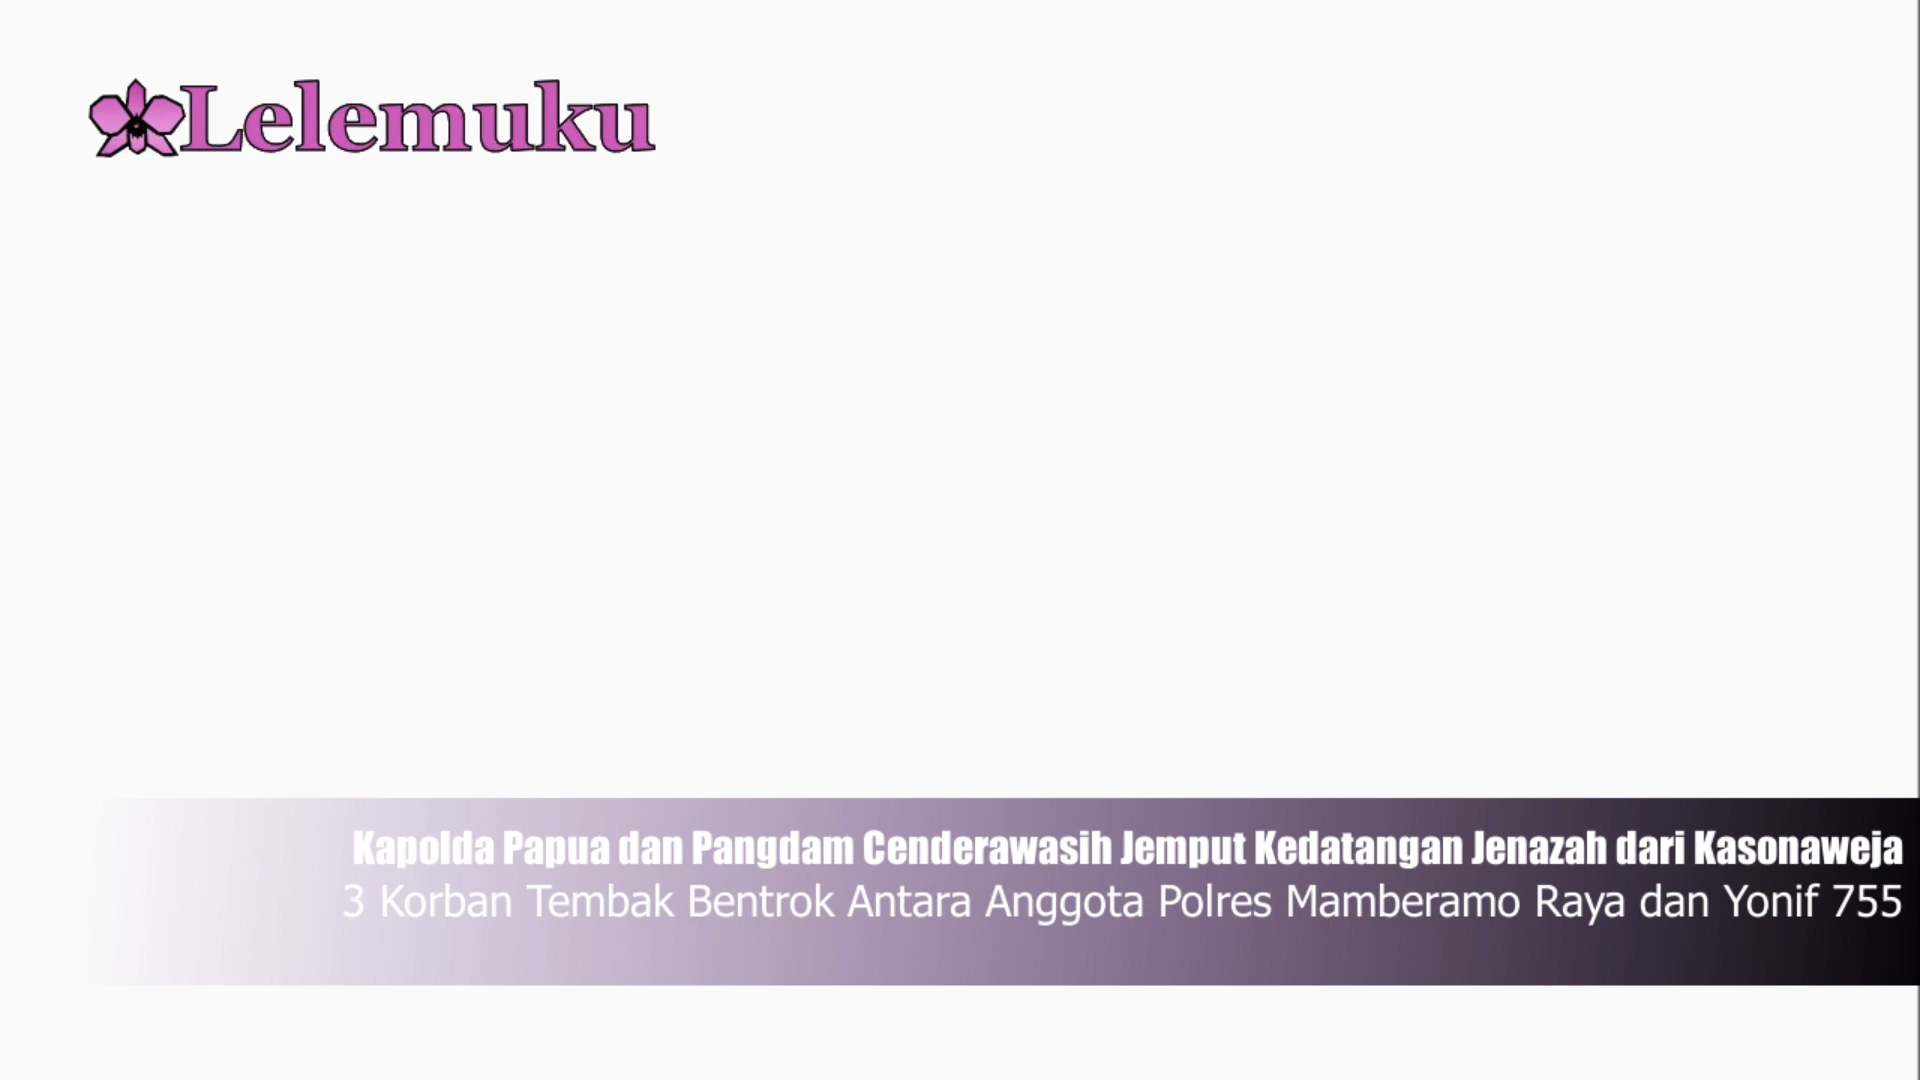 Lelemuku
Kapolda Papua dan Pangdam Cenderawasih Jemput Kedatangan Jenazah dari Kasonaweja
3 Korban Tembak Bentrok Antara Anggota Polres Mamberamo Raya dan Yonif 755